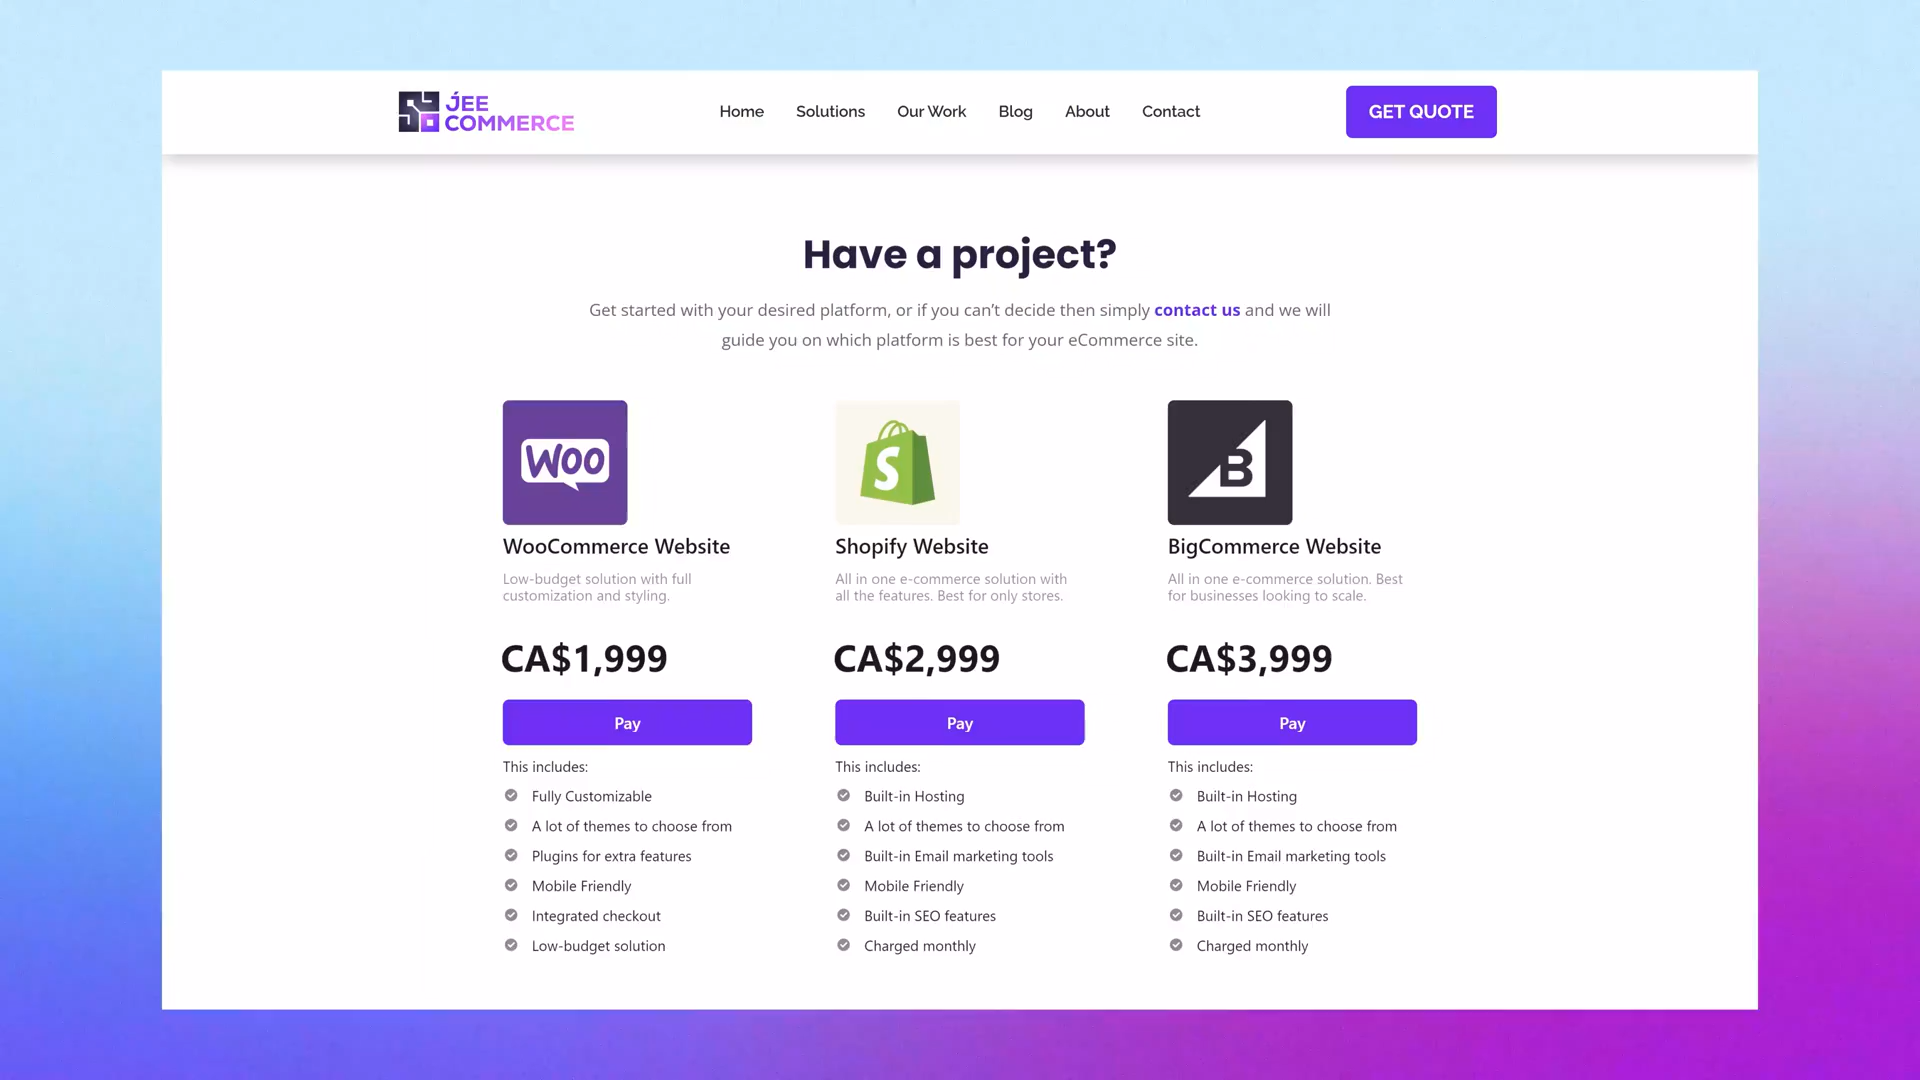 JEE
COMMERCE
Home
Solutions
Our Work
Blog
About
Contact
GET QUOTE
Have a project?
Get started with your desired platform, or if you can’t decide then simply contact us and we will
guide you on which platform is best for your eCommerce site.
Woo
WooCommerce Website
Low-budget solution with full
customization and styling.
CA$1,999
Pay
This includes:
Fully Customizable
A lot of themes to choose from
Plugins for extra features
Mobile Friendly
Integrated checkout
Low-budget solution
S
Shopify Website
All in one e-commerce solution with
all the features. Best for only stores.
CA$2,999
Pay
This includes:
Built-in Hosting
A lot of themes to choose from
Built-in Email marketing tools
Mobile Friendly
Built-in SEO features
Charged monthly
B
BigCommerce Website
All in one e-commerce solution. Best
for businesses looking to scale.
CA$3,999
Pay
This includes:
Built-in Hosting
A lot of themes to choose from
Built-in Email marketing tools
Mobile Friendly
Built-in SEO features
Charged monthly